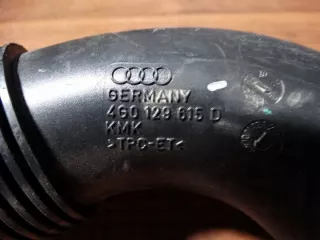 GERMANY
4G0 129 615 D
KMK
>TPC-ET<